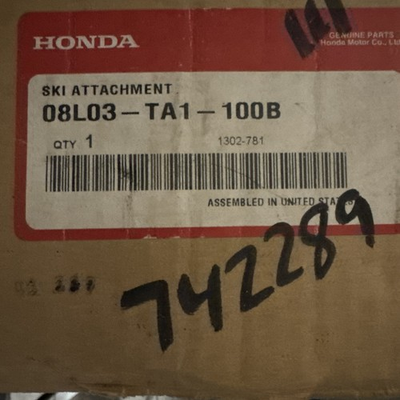 HONDA
GENUINE PARTS
Honda Motor Co., Ltd.
SKI ATTACHMENT
08L03-TA1-100B
QTY 1
1302-781
ASSEMBLED IN UNITED STATES
742289